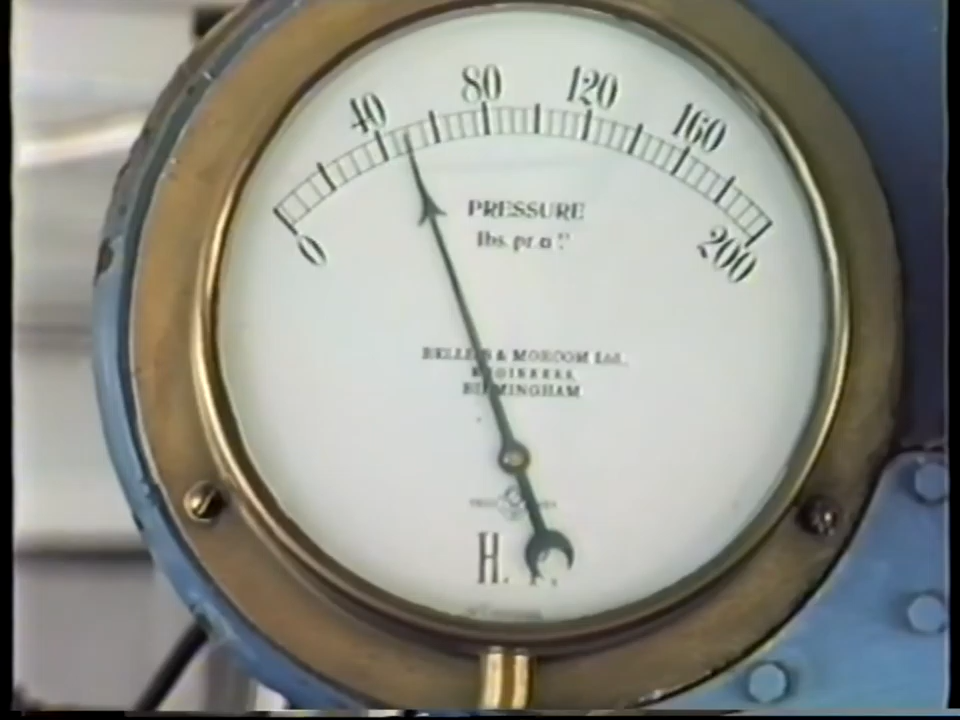 0 40 80 120 160 200
PRESSURE
lbs. pr. a "
BELLISS & MORCOM Ltd.
ENGINEERS,
BIRMINGHAM
H. P.